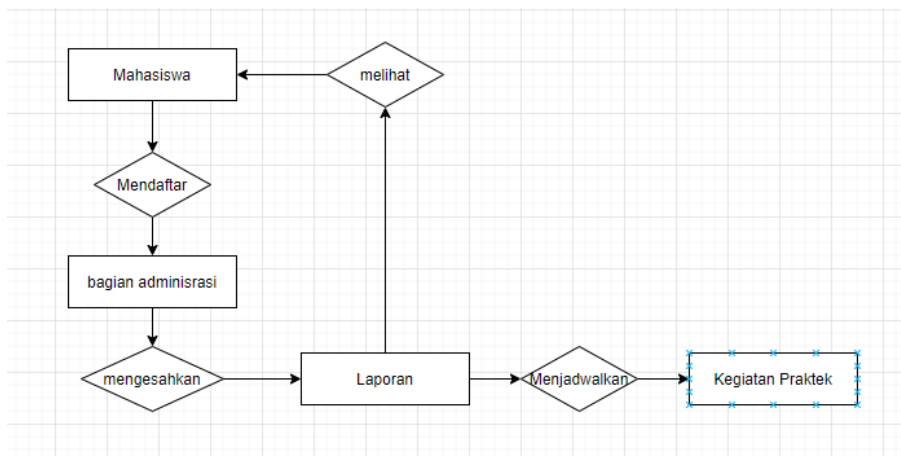 Mahasiswa
melihat
Mendaftar
bagian adminisrasi
mengesahkan
Laporan
Menjadwalkan
Kegiatan Praktek